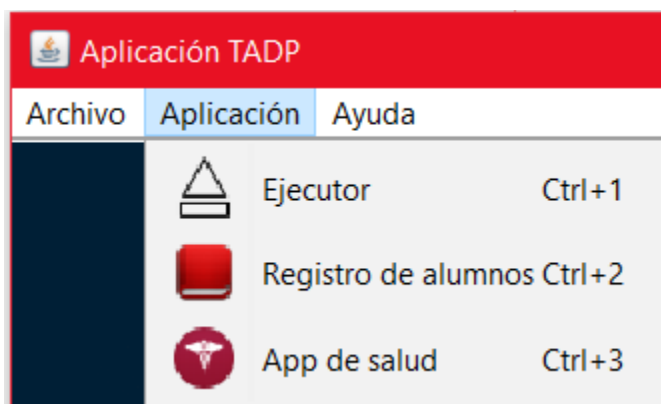 Aplicación TADP
Archivo Aplicación Ayuda
Ejecutor Ctrl+1
Registro de alumnos Ctrl+2
App de salud Ctrl+3